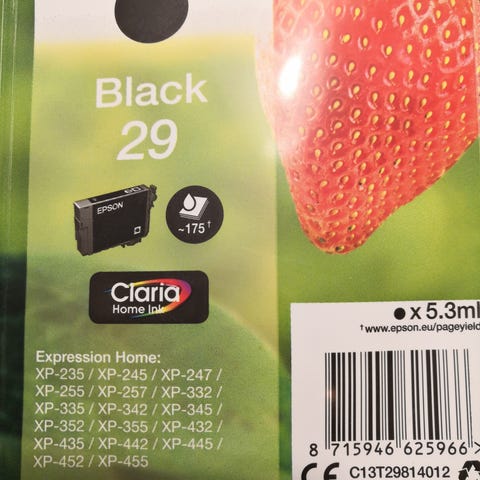 Black
29
EPSON
~175†
Claria
Home Ink
● x 5.3ml
†www.epson.eu/pageyield
Expression Home:
XP-235 / XP-245 / XP-247 /
XP-255 / XP-257 / XP-332 /
XP-335 / XP-342 / XP-345 /
XP-352 / XP-355 / XP-432 /
XP-435 / XP-442 / XP-445 /
XP-452 / XP-455
8 715946 625966 >
CE C13T29814012